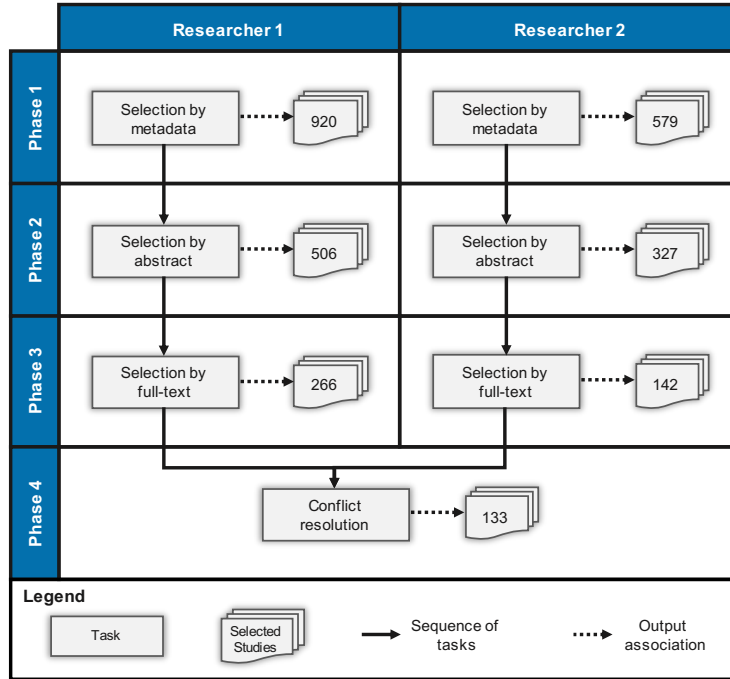 Researcher 1
Researcher 2
Phase 1
Selection by
metadata
920
Selection by
metadata
579
Phase 2
Selection by
abstract
506
Selection by
abstract
327
Phase 3
Selection by
full-text
266
Selection by
full-text
142
Phase 4
Conflict
resolution
133
Legend
Task
Selected
Studies
Sequence of
tasks
Output
association